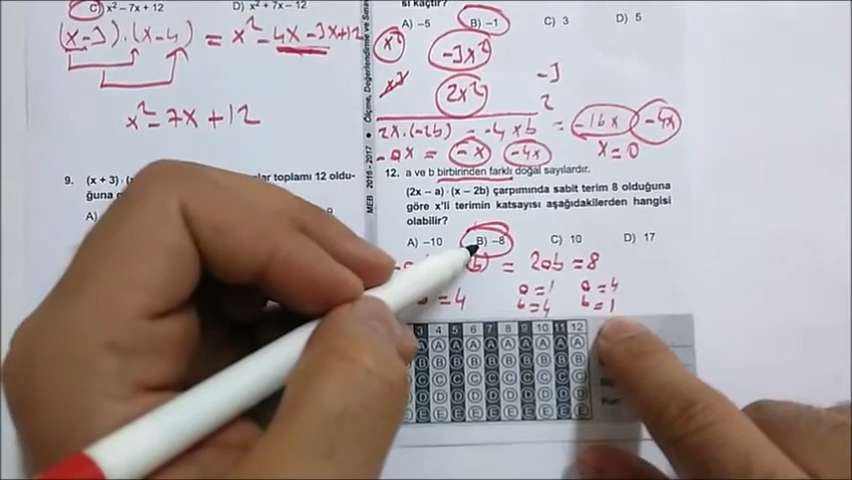 C) x² – 7x + 12
D) x² + 7x – 12
(x-3).(x-4) = x² - 4x - 3x + 12
x² - 7x + 12
9. (x + 3)
12 oldu-
ğuna
A)
MEB 2016 - 2017 ● Ölçme, Değerlendirme ve Sınav
sı kaçtır?
A) –5
B) –1
C) 3
D) 5
x²
-3x²
-3
x²
2x²
2
2x.(-2b) = -4xb = -16x -4x
-ax = -x -4x x=0
12. a ve b birbirinden farklı doğal sayılardır.
(2x – a) · (x – 2b) çarpımında sabit terim 8 olduğuna
göre x'li terimin katsayısı aşağıdakilerden hangisi
olabilir?
A) –10
B) –8
C) 10
D) 17
= 2ab = 8
= 4
a=1 a=4
b=4 b=1
3 4 5 6 7 8 9 10 11 12
A A A A A A A A A
B B B B B B B B B
C C C C C C C C C
D D D D D D D D D
E E E E E E E E E